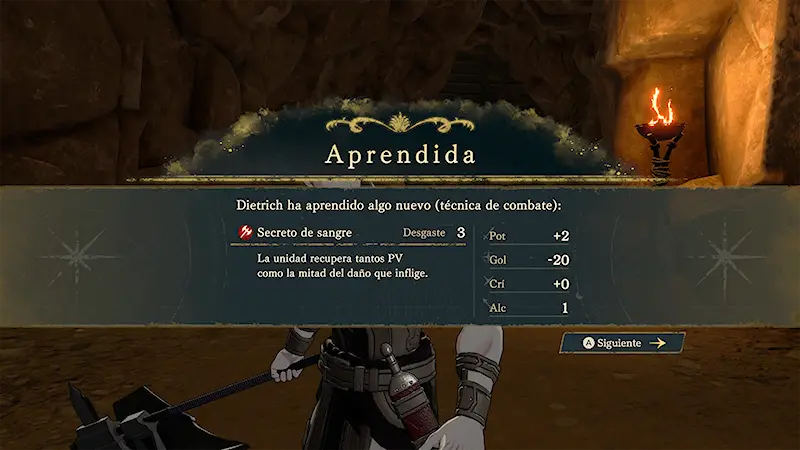 Aprendida
Dietrich ha aprendido algo nuevo (técnica de combate):
Secreto de sangre Desgaste 3
La unidad recupera tantos PV
como la mitad del daño que inflige.
Pot +2
Gol -20
Crí +0
Alc 1
A Siguiente